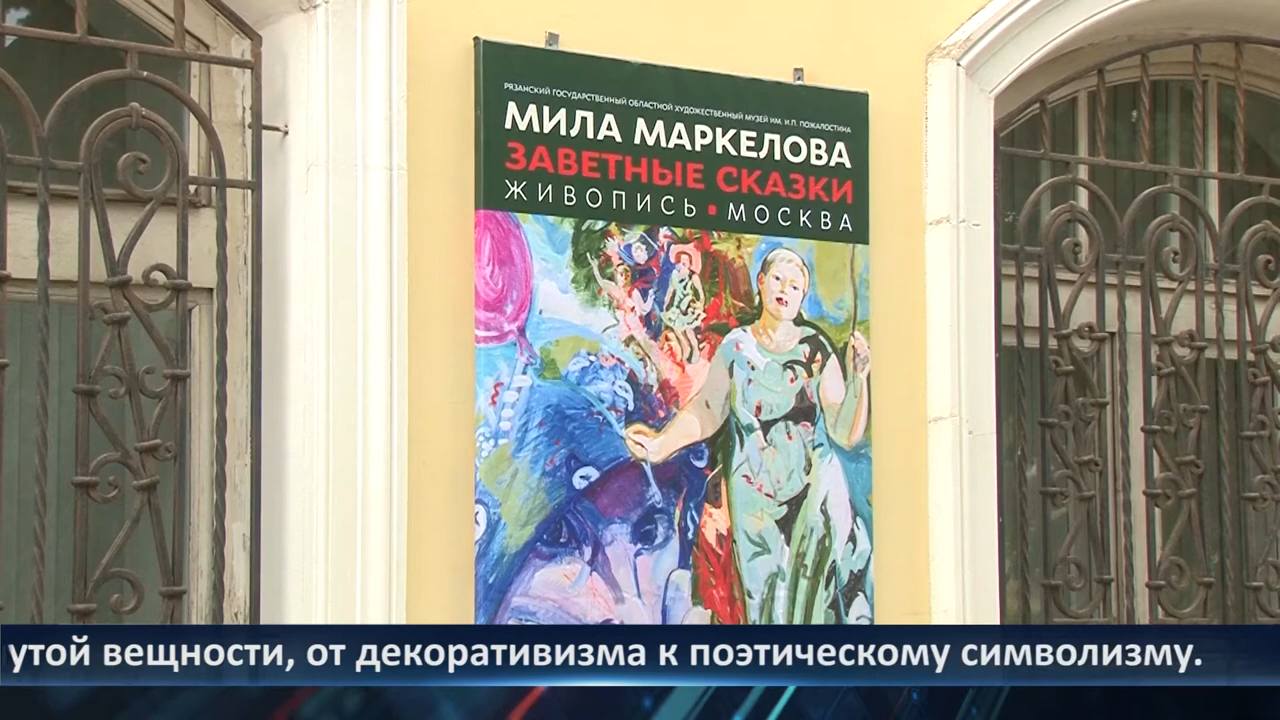 РЯЗАНСКИЙ ГОСУДАРСТВЕННЫЙ ОБЛАСТНОЙ ХУДОЖЕСТВЕННЫЙ МУЗЕЙ ИМ. И.П. ПОЖАЛОСТИНА
МИЛА МАРКЕЛОВА
ЗАВЕТНЫЕ СКАЗКИ
ЖИВОПИСЬ • МОСКВА
утой вещности, от декоративизма к поэтическому символизму.